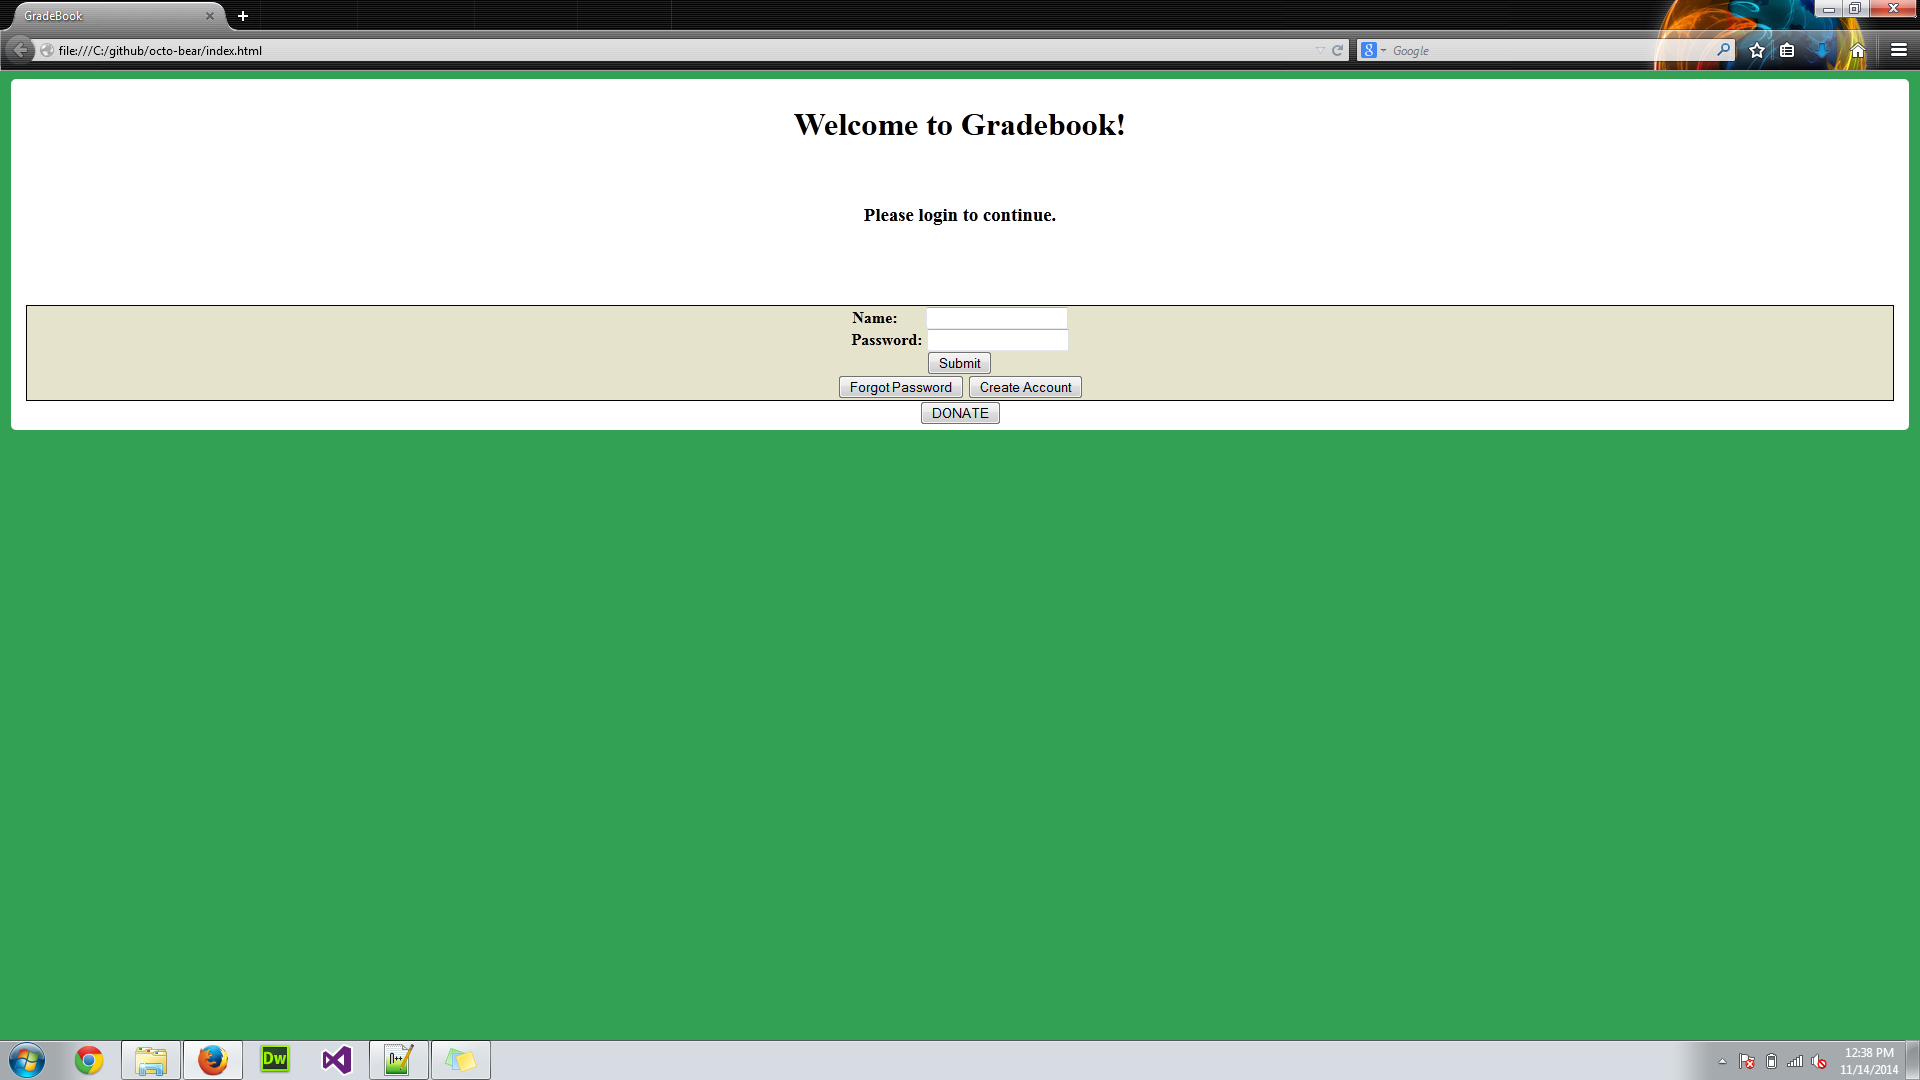 GradeBook
file:///C:/github/octo-bear/index.html
8 Google
Welcome to Gradebook!
Please login to continue.
Name:
Password:
Submit
Forgot Password Create Account
DONATE
Dw
n++
12:38 PM
11/14/2014